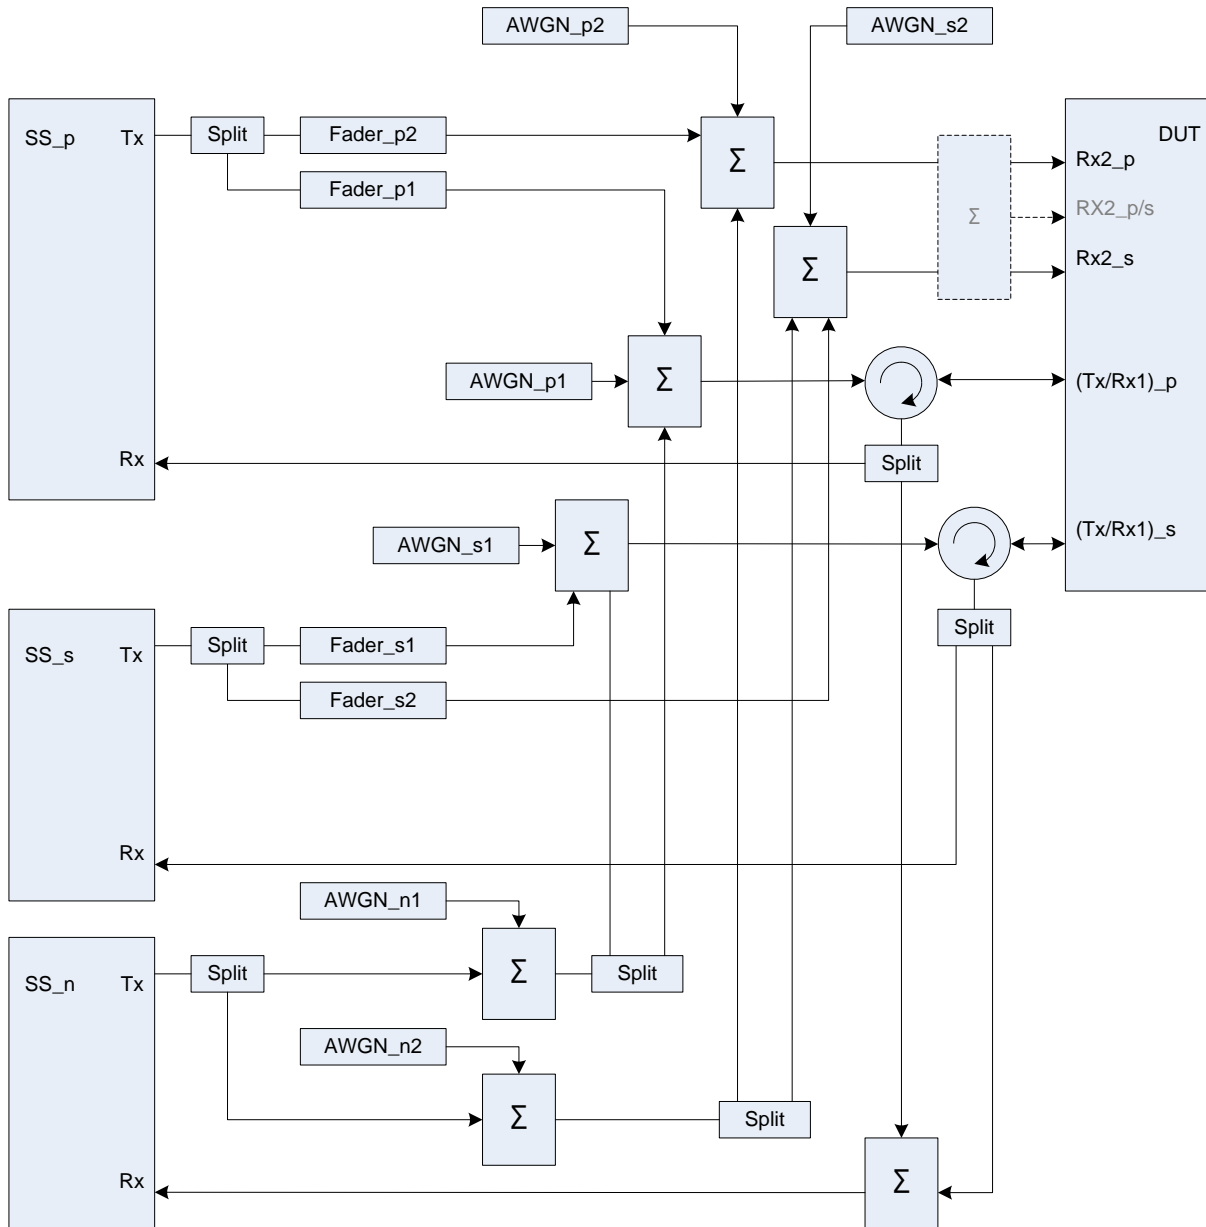 AWGN_p2
AWGN_s2
SS_p
Tx
Split
Fader_p2
Σ
DUT
Rx2_p
Fader_p1
Σ
RX2_p/s
Σ
Rx2_s
AWGN_p1
Σ
(Tx/Rx1)_p
Rx
Split
AWGN_s1
Σ
(Tx/Rx1)_s
SS_s
Tx
Split
Fader_s1
Split
Fader_s2
Rx
AWGN_n1
SS_n
Tx
Split
Σ
Split
AWGN_n2
Σ
Split
Rx
Σ